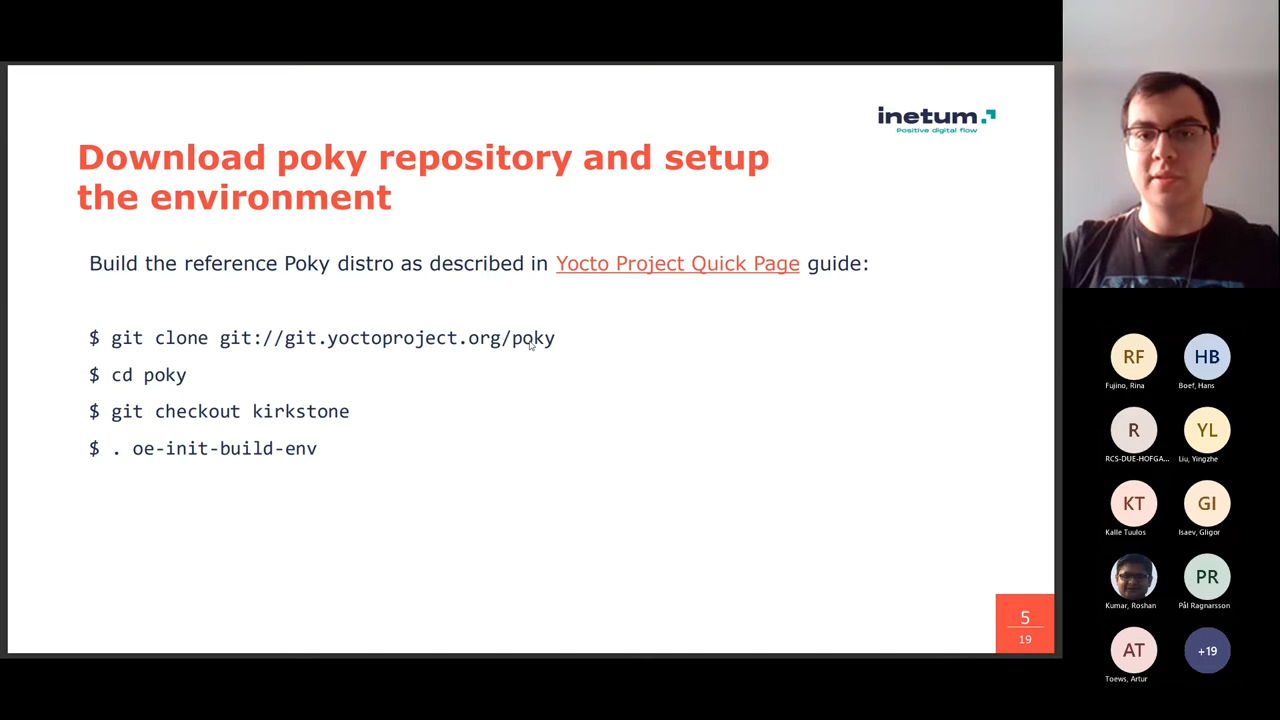 inetum
Positive digital flow
Download poky repository and setup
the environment
Build the reference Poky distro as described in Yocto Project Quick Page guide:
$ git clone git://git.yoctoproject.org/poky
$ cd poky
$ git checkout kirkstone
$ . oe-init-build-env
5
19
RF
HB
Fujino, Rina
Boef, Hans
R
YL
RCS-DUE-HOFGA...
Liu, Yingzhe
KT
GI
Kalle Tuulos
Isaev, Gligor
PR
Kumar, Roshan
Pål Ragnarsson
AT
+19
Toews, Artur